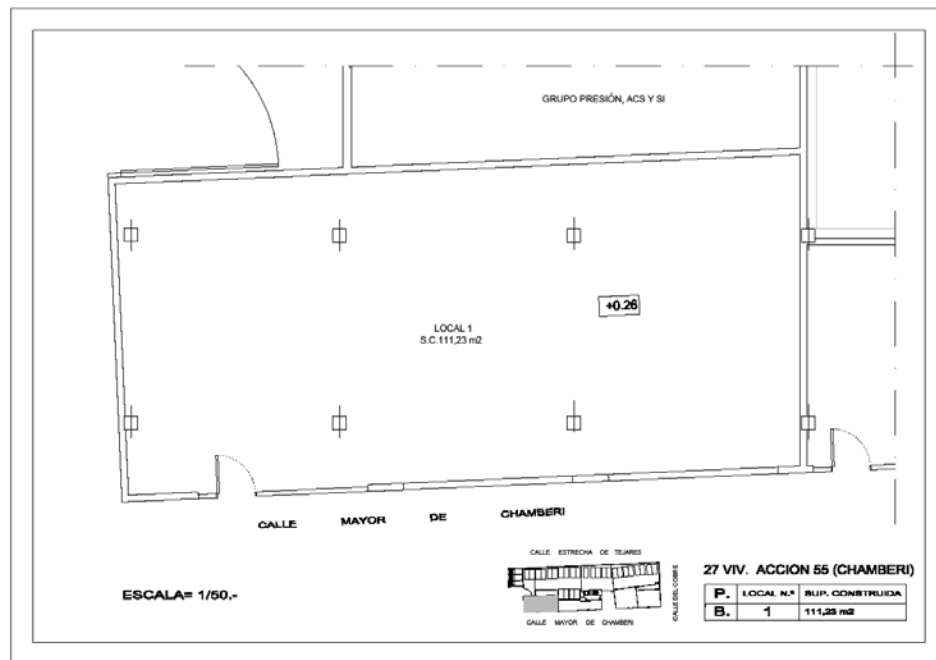 GRUPO PRESIÓN, ACS Y SI
+0.26
LOCAL 1
S.C.111,23 m2
CALLE MAYOR DE CHAMBERI
CALLE ESTRECHA DE TEJARES
CALLE DEL COBRE
CALLE MAYOR DE CHAMBERI
ESCALA= 1/50.-
27 VIV. ACCION 55 (CHAMBERI)
P. LOCAL N.º SUP. CONSTRUIDA
B. 1 111,23 m2